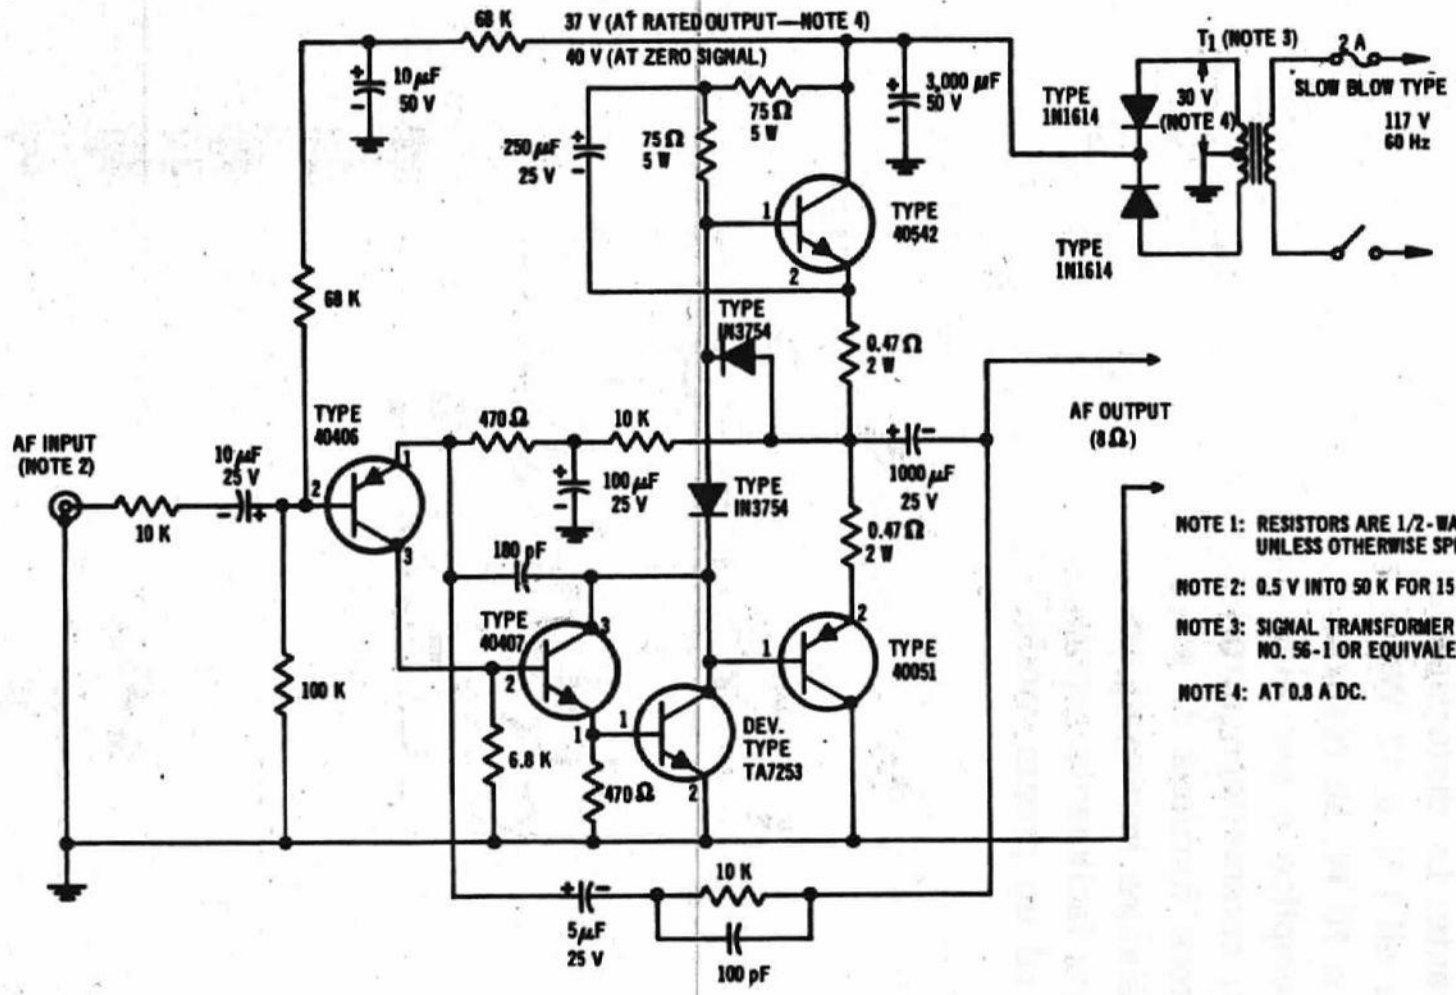 68 K
37 V (AT RATED OUTPUT—NOTE 4)
40 V (AT ZERO SIGNAL)
T1 (NOTE 3)
2 A
SLOW BLOW TYPE
117 V
60 Hz
10 μF
50 V
75 Ω
5 W
3,000 μF
50 V
TYPE
1N1614
30 V
(NOTE 4)
250 μF
25 V
75 Ω
5 W
1
TYPE
40542
2
TYPE
1N1614
68 K
TYPE
IN3754
0.47 Ω
2 W
TYPE
40406
470 Ω
10 K
AF OUTPUT
(8 Ω)
AF INPUT
(NOTE 2)
10 μF
25 V
1
2
3
10 K
100 μF
25 V
TYPE
IN3754
1000 μF
25 V
0.47 Ω
2 W
NOTE 1: RESISTORS ARE 1/2-WA
UNLESS OTHERWISE SPE
NOTE 2: 0.5 V INTO 50 K FOR 15
NOTE 3: SIGNAL TRANSFORMER
NO. 56-1 OR EQUIVALE
NOTE 4: AT 0.8 A DC.
180 pF
TYPE
40407
3
2
1
1
2
TYPE
40051
100 K
6.8 K
470 Ω
1
2
DEV.
TYPE
TA7253
10 K
5 μF
25 V
100 pF